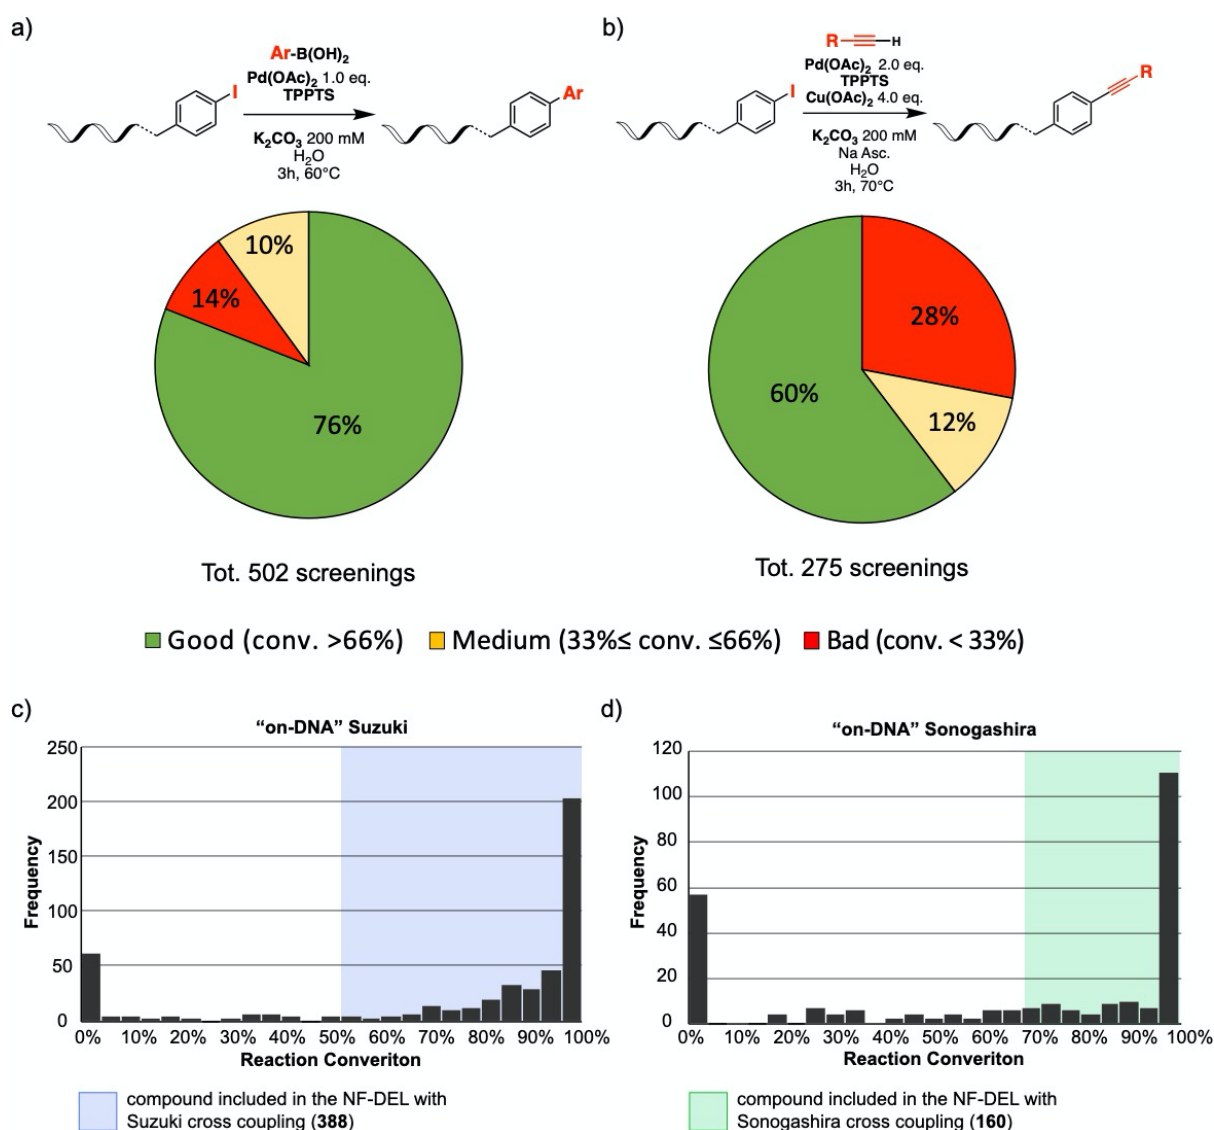 a)
Ar-B(OH)₂
Pd(OAc)₂ 1.0 eq.
TPPTS
I
K₂CO₃ 200 mM
H₂O
3h, 60°C
Ar
b)
R H
Pd(OAc)₂ 2.0 eq.
TPPTS
Cu(OAc)₂ 4.0 eq.
I
K₂CO₃ 200 mM
Na Asc.
H₂O
3h, 70°C
R
10%
14%
76%
Tot. 502 screenings
28%
12%
60%
Tot. 275 screenings
Good (conv. >66%) Medium (33%≤ conv. ≤66%) Bad (conv. < 33%)
c)
"on-DNA" Suzuki
250
200
150
100
50
0
Frequency
0% 10% 20% 30% 40% 50% 60% 70% 80% 90% 100%
Reaction Converiton
compound included in the NF-DEL with
Suzuki cross coupling (388)
d)
"on-DNA" Sonogashira
120
100
80
60
40
20
0
Frequency
0% 10% 20% 30% 40% 50% 60% 70% 80% 90% 100%
Reaction Converiton
compound included in the NF-DEL with
Sonogashira cross coupling (160)